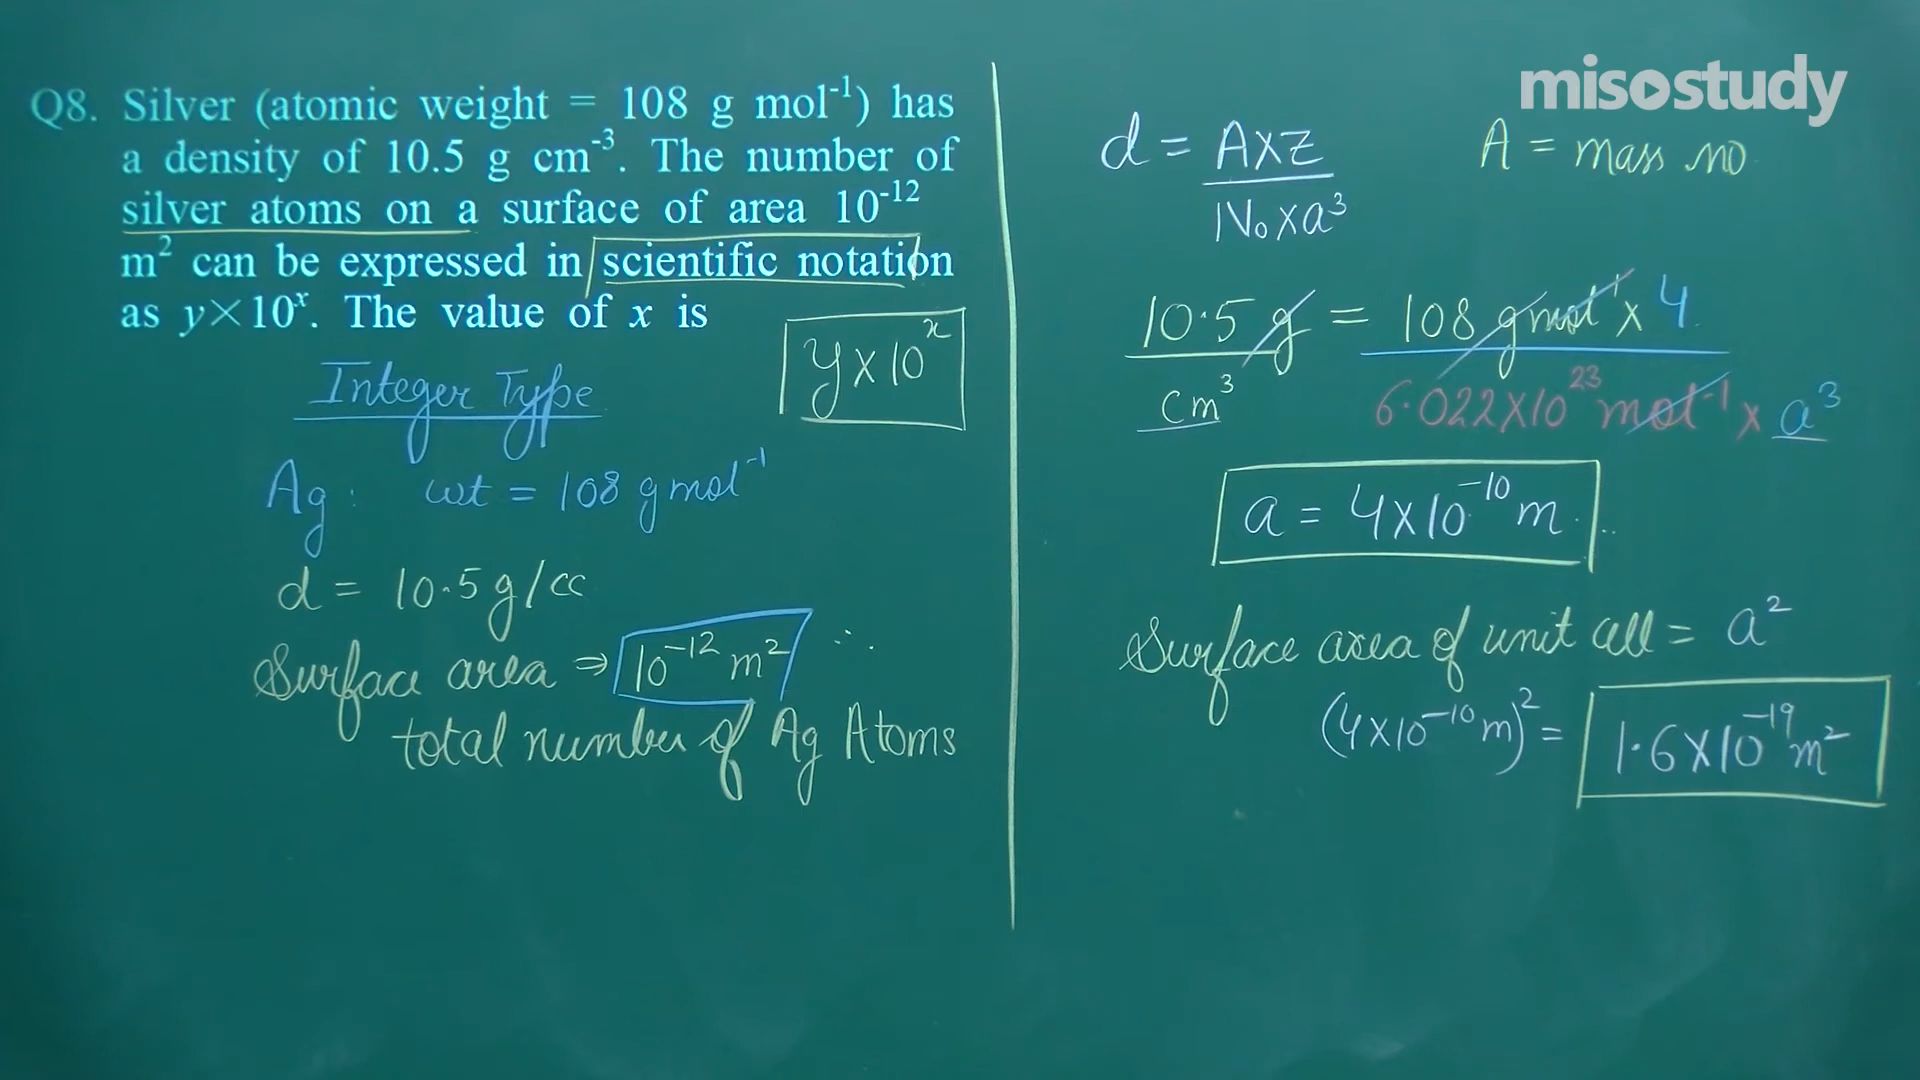 misostudy
Q8. Silver (atomic weight = 108 g mol⁻¹) has
a density of 10.5 g cm⁻³. The number of
silver atoms on a surface of area 10⁻¹²
m² can be expressed in scientific notation
as y×10ˣ. The value of x is
y×10ˣ
Integer Type
Ag: wt = 108 g mol⁻¹
d = 10.5 g/cc
Surface area ⇒ 10⁻¹² m² ∴
total number of Ag Atoms
d = A×z / N₀×a³
A = mass no
10.5 g / cm³ = 108 g mol⁻¹ × 4 / 6.022×10²³ mol⁻¹ × a³
a = 4×10⁻¹⁰ m.
Surface area of unit cell = a²
(4×10⁻¹⁰ m)² = 1.6×10⁻¹⁹ m²